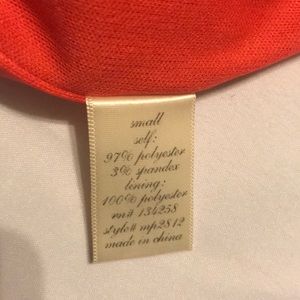 small
self:
97% polyester
3% spandex
lining:
100% polyester
rn# 134258
style# mp2812
made in china